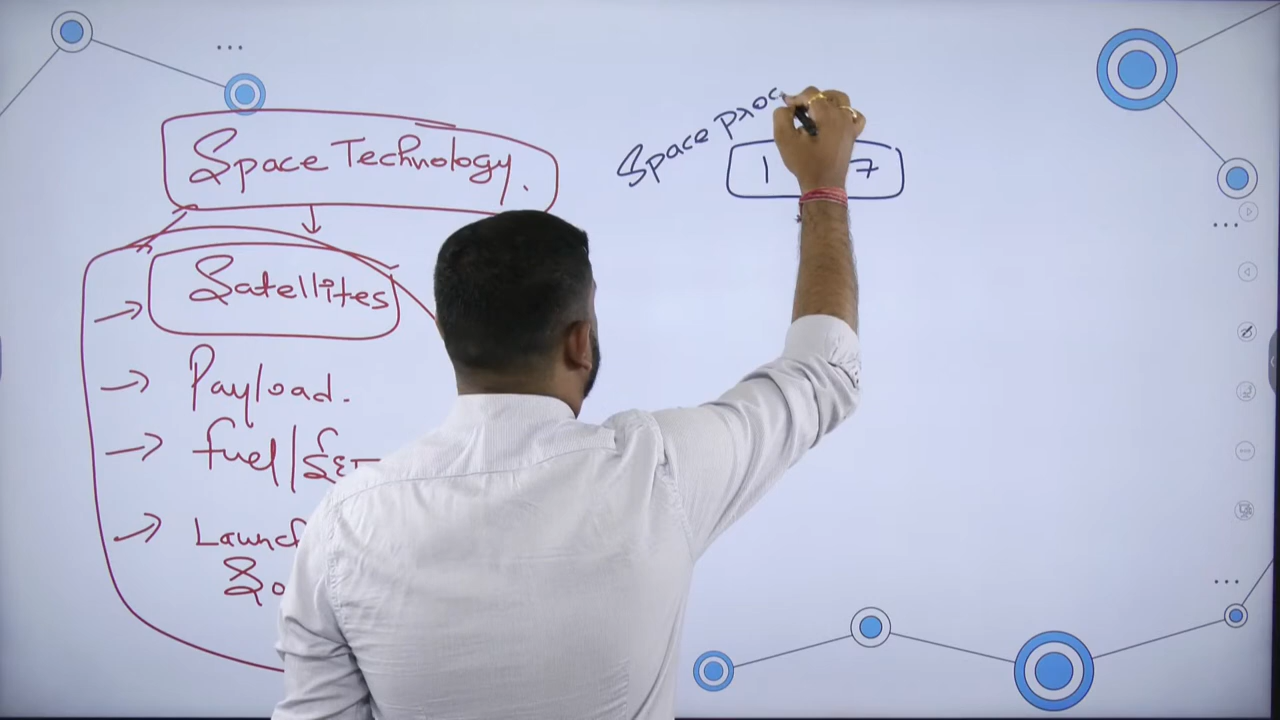 Space Technology.
Satellites
Payload.
Fuel/
Space
1 7